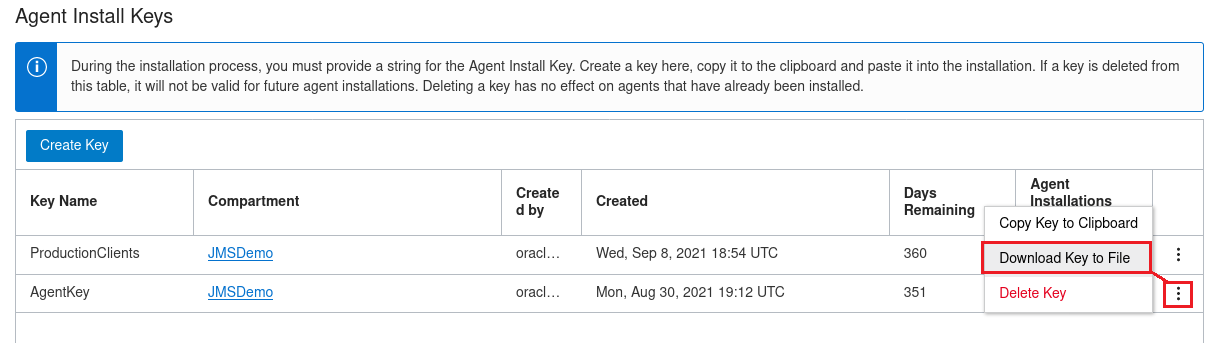 Agent Install Keys
During the installation process, you must provide a string for the Agent Install Key. Create a key here, copy it to the clipboard and paste it into the installation. If a key is deleted from
this table, it will not be valid for future agent installations. Deleting a key has no effect on agents that have already been installed.
Create Key
Key Name
Compartment
Create
d by
Created
Days
Remaining
Agent
Installations
ProductionClients
JMSDemo
oracl...
Wed, Sep 8, 2021 18:54 UTC
360
AgentKey
JMSDemo
oracl...
Mon, Aug 30, 2021 19:12 UTC
351
Copy Key to Clipboard
Download Key to File
Delete Key